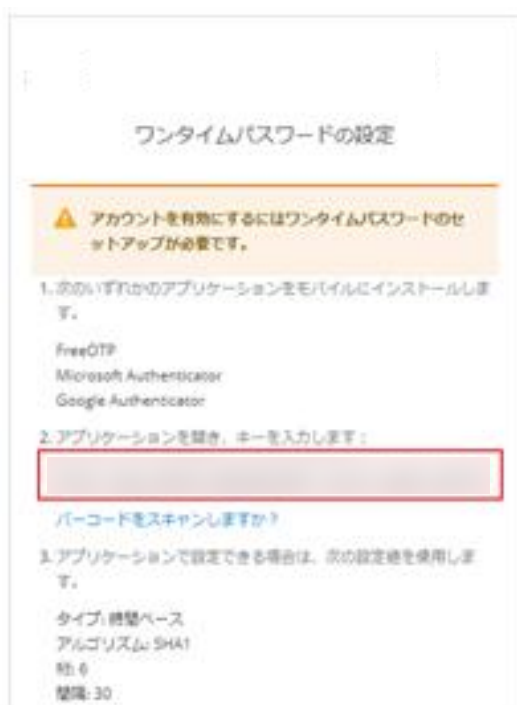 ワンタイムパスワードの設定
アカウントを有効にするにはワンタイムパスワードのセ
ットアップが必要です。
1. 次のいずれかのアプリケーションをモバイルにインストールしま
す。
FreeOTP
Microsoft Authenticator
Google Authenticator
2. アプリケーションを開き、キーを入力します：
バーコードをスキャンしますか？
3. アプリケーションで設定できる場合は、次の設定値を使用しま
す。
タイプ: 時間ベース
アルゴリズム: SHA1
桁: 6
間隔: 30